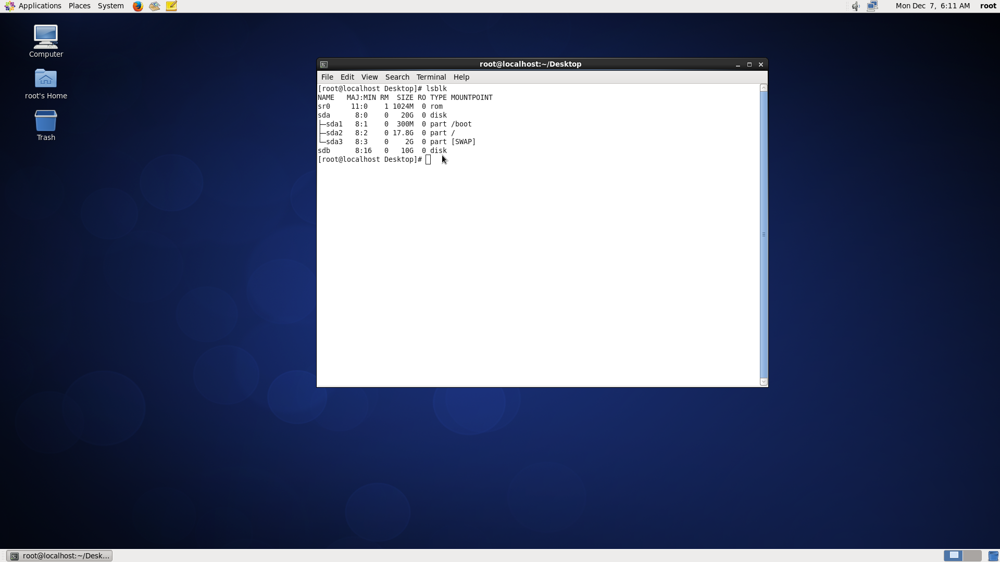 Applications Places System Mon Dec 7, 6:11 AM root
Computer
root's Home
Trash
root@localhost:~/Desktop
File Edit View Search Terminal Help
[root@localhost Desktop]# lsblk
NAME   MAJ:MIN RM  SIZE RO TYPE MOUNTPOINT
sr0     11:0    1 1024M  0 rom
sda      8:0    0   20G  0 disk
├─sda1   8:1    0  300M  0 part /boot
├─sda2   8:2    0 17.8G  0 part /
└─sda3   8:3    0    2G  0 part [SWAP]
sdb      8:16   0   10G  0 disk
[root@localhost Desktop]#
root@localhost:~/Desk...